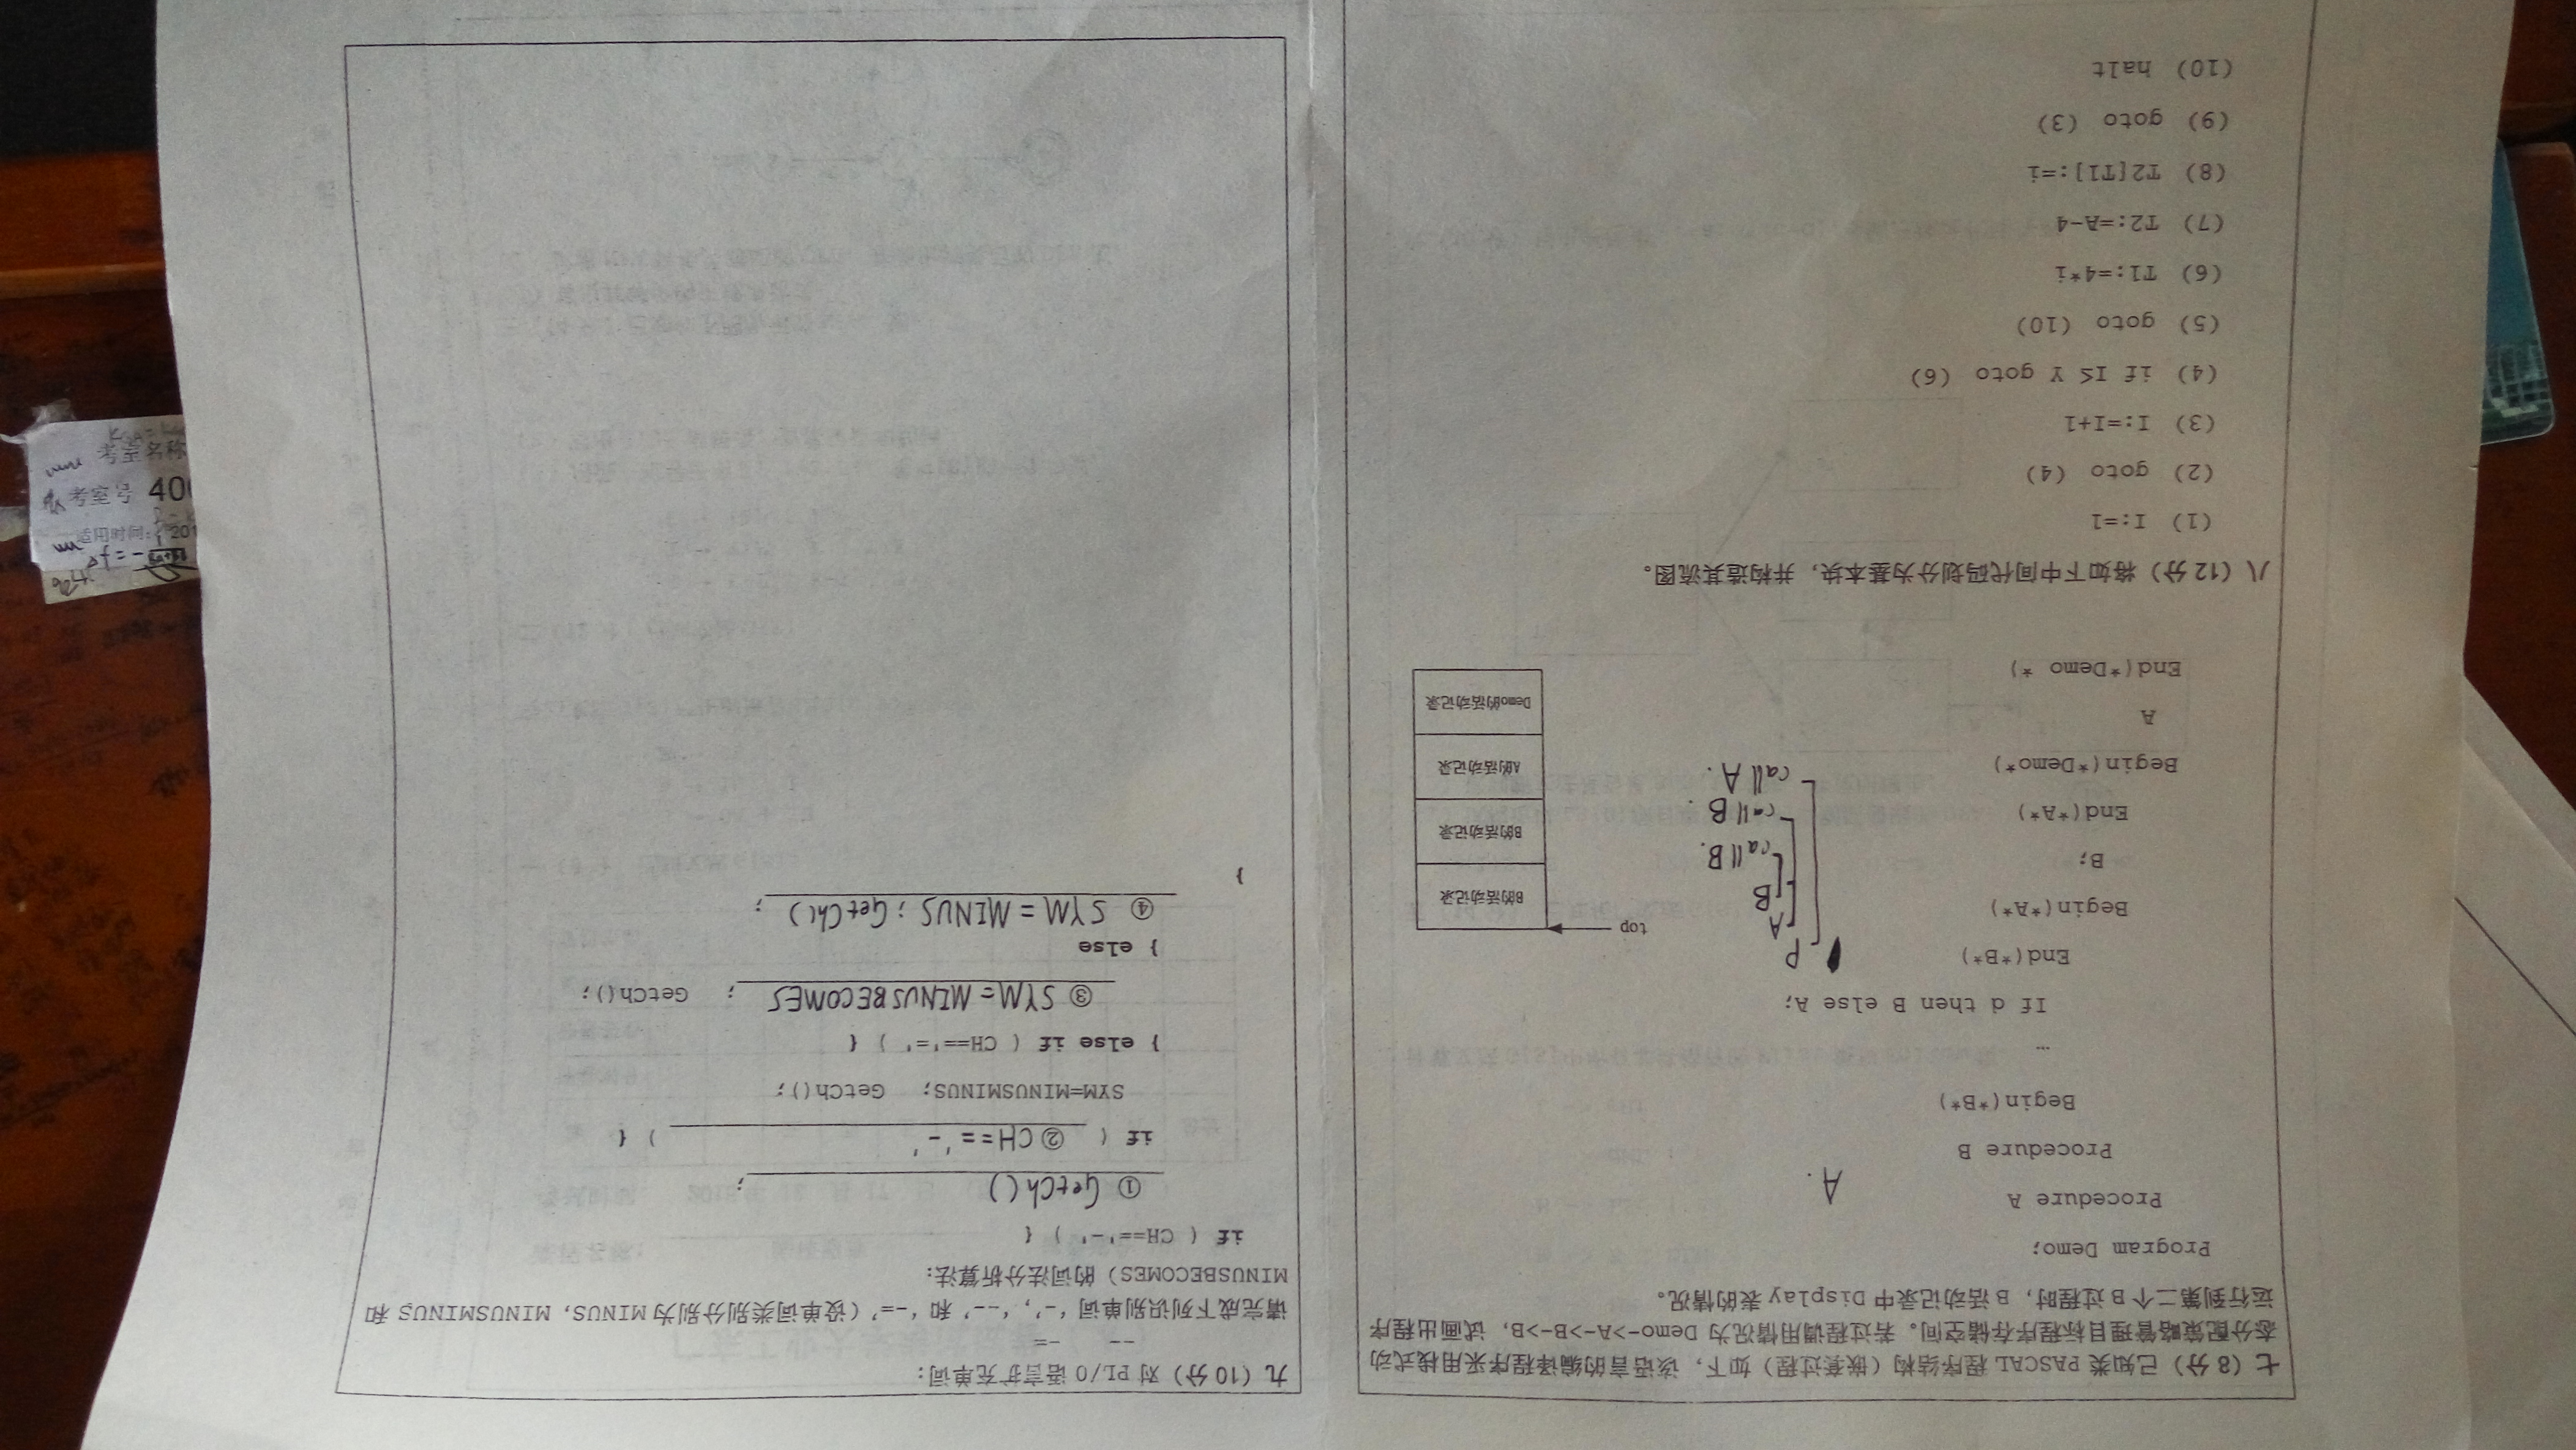 七（8分）已知类 PASCAL 程序结构（嵌套过程）如下，该语言的编译程序采用栈式动
态分配策略管理目标程序存储空间。若过程调用情况为 Demo->A->B->B，试画出程序
运行到第二个 B 过程时，B 活动记录中 Display 表的情况。
Program Demo;
Procedure A
A.
Procedure B
Begin(*B*)
…
If d then B else A;
End(*B*)
P
Begin(*A*)
A
B
B;
call B.
End(*A*)
call B.
Begin(*Demo*)
call A.
A
End(*Demo *)
top
B的活动记录
B的活动记录
A的活动记录
Demo的活动记录
八（12分）将如下中间代码划分为基本块，并构造其流图。
(1) I:=1
(2) goto (4)
(3) I:=I+1
(4) if I≤ Y goto (6)
(5) goto (10)
(6) T1:=4*i
(7) T2:=A-4
(8) T2[T1]:=i
(9) goto (3)
(10) halt
九（10分）对 PL/0 语言扩充单词：
-- -=
请完成下列识别单词 ‘-’，‘--’ 和 ‘-=’（设单词类别分别为 MINUS，MINUSMINUS 和
MINUSBECOMES）的词法分析算法：
if ( CH=='-' ) {
① GetCh() ;
if ( ② CH=='-' ) {
SYM=MINUSMINUS; GetCh();
} else if ( CH=='=' ) {
③ SYM=MINUSBECOMES ; GetCh();
} else
④ SYM=MINUS; GetCh() ;
}
考室名称
考室号 400
适用时间: 201